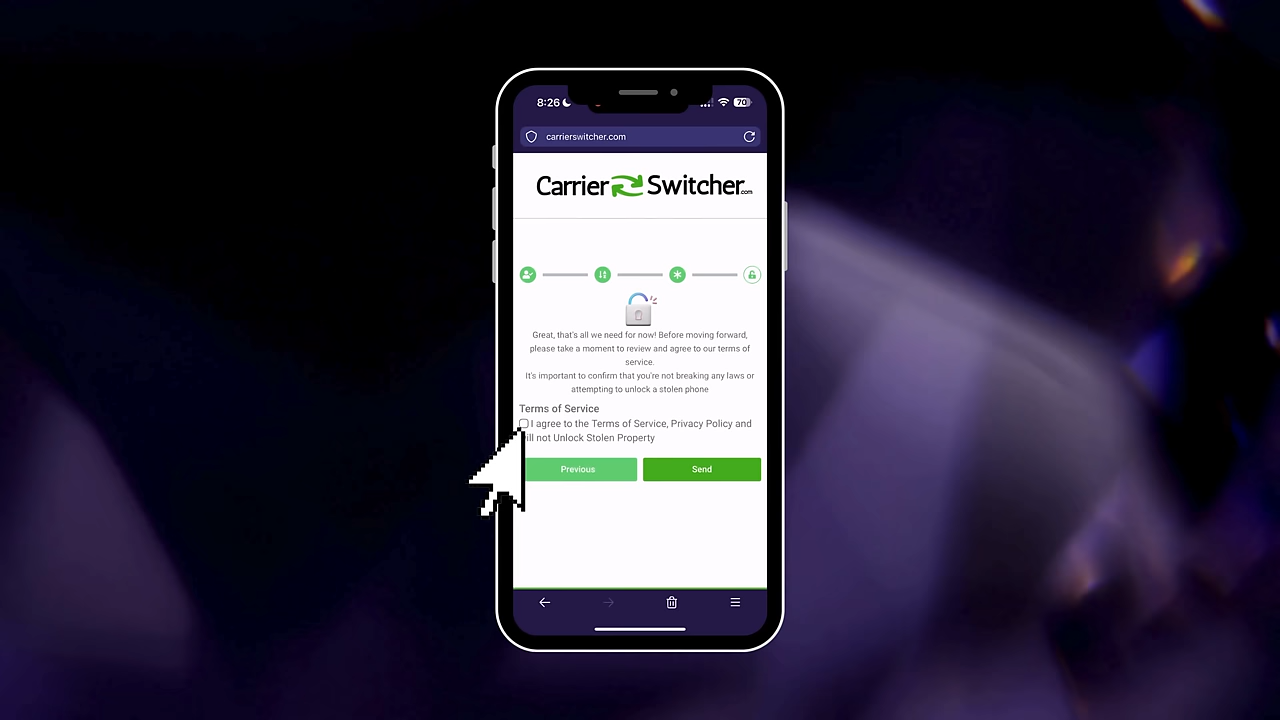 8:26
70
carrierswitcher.com
Carrier Switcher.com
Great, that's all we need for now! Before moving forward,
please take a moment to review and agree to our terms of
service.
It's important to confirm that you're not breaking any laws or
attempting to unlock a stolen phone
Terms of Service
I agree to the Terms of Service, Privacy Policy and
not Unlock Stolen Property
Previous
Send